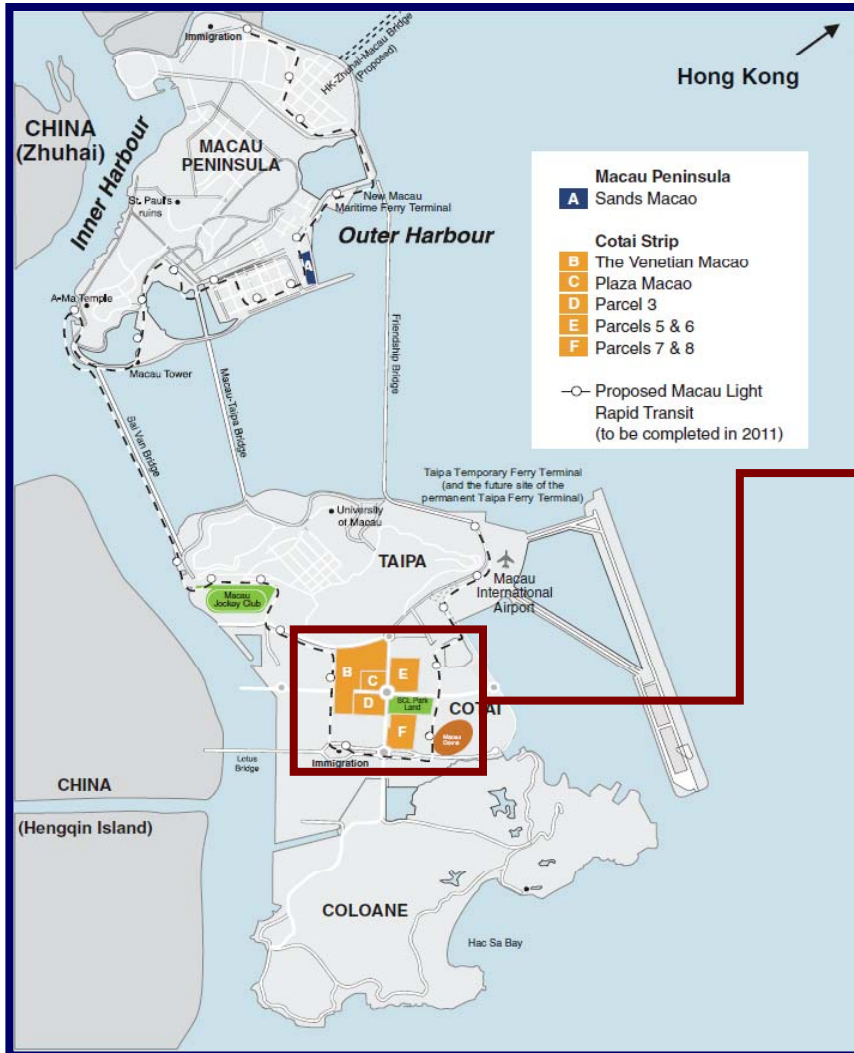 Immigration
HK-Zhuhai-Macau Bridge
(Proposed)
Hong Kong
CHINA
(Zhuhai)
Inner Harbour
MACAU
PENINSULA
St. Paul's
ruins
New Macau
Maritime Ferry Terminal
Outer Harbour
A
A-Ma Temple
Macau Tower
Sai Van Bridge
Macau-Taipa Bridge
Friendship Bridge
Macau Peninsula
A Sands Macao
Cotai Strip
B The Venetian Macao
C Plaza Macao
D Parcel 3
E Parcels 5 & 6
F Parcels 7 & 8
Proposed Macau Light
Rapid Transit
(to be completed in 2011)
Taipa Temporary Ferry Terminal
(and the future site of the
permanent Taipa Ferry Terminal)
University
of Macau
TAIPA
Macau
International
Airport
Macau
Jockey Club
B
C
E
D
SCL Park
Land
F
COTAI
Macau
Dome
Lotus
Bridge
Immigration
CHINA
(Hengqin Island)
COLOANE
Hac Sa Bay